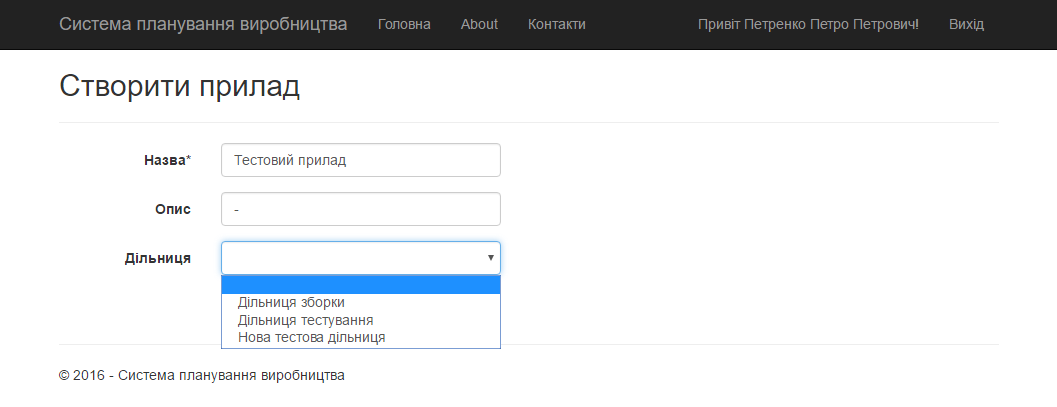 Система планування виробництва Головна About Контакти Привіт Петренко Петро Петрович! Вихід
Створити прилад
Назва* Тестовий прилад
Опис -
Дільниця
Дільниця зборки
Дільниця тестування
Нова тестова дільниця
© 2016 - Система планування виробництва